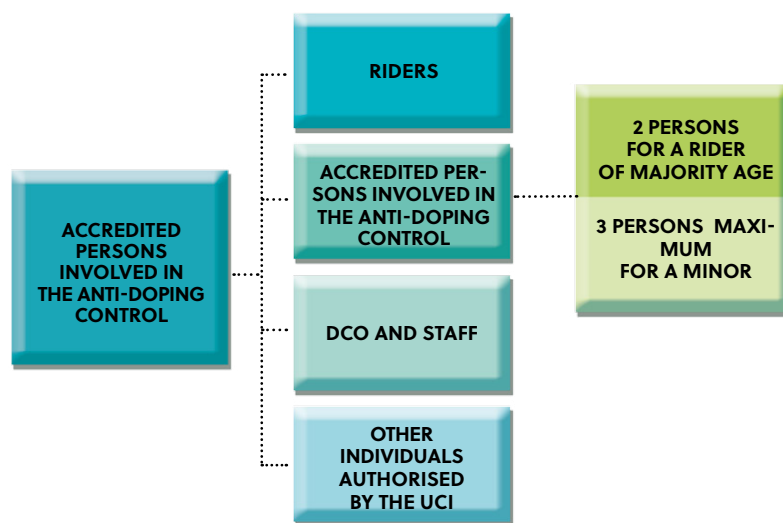 ACCREDITED
PERSONS
INVOLVED IN
THE ANTI-DOPING
CONTROL
RIDERS
ACCREDITED PER-
SONS INVOLVED IN
THE ANTI-DOPING
CONTROL
DCO AND STAFF
OTHER
INDIVIDUALS
AUTHORISED
BY THE UCI
2 PERSONS
FOR A RIDER
OF MAJORITY AGE
3 PERSONS MAXI-
MUM
FOR A MINOR